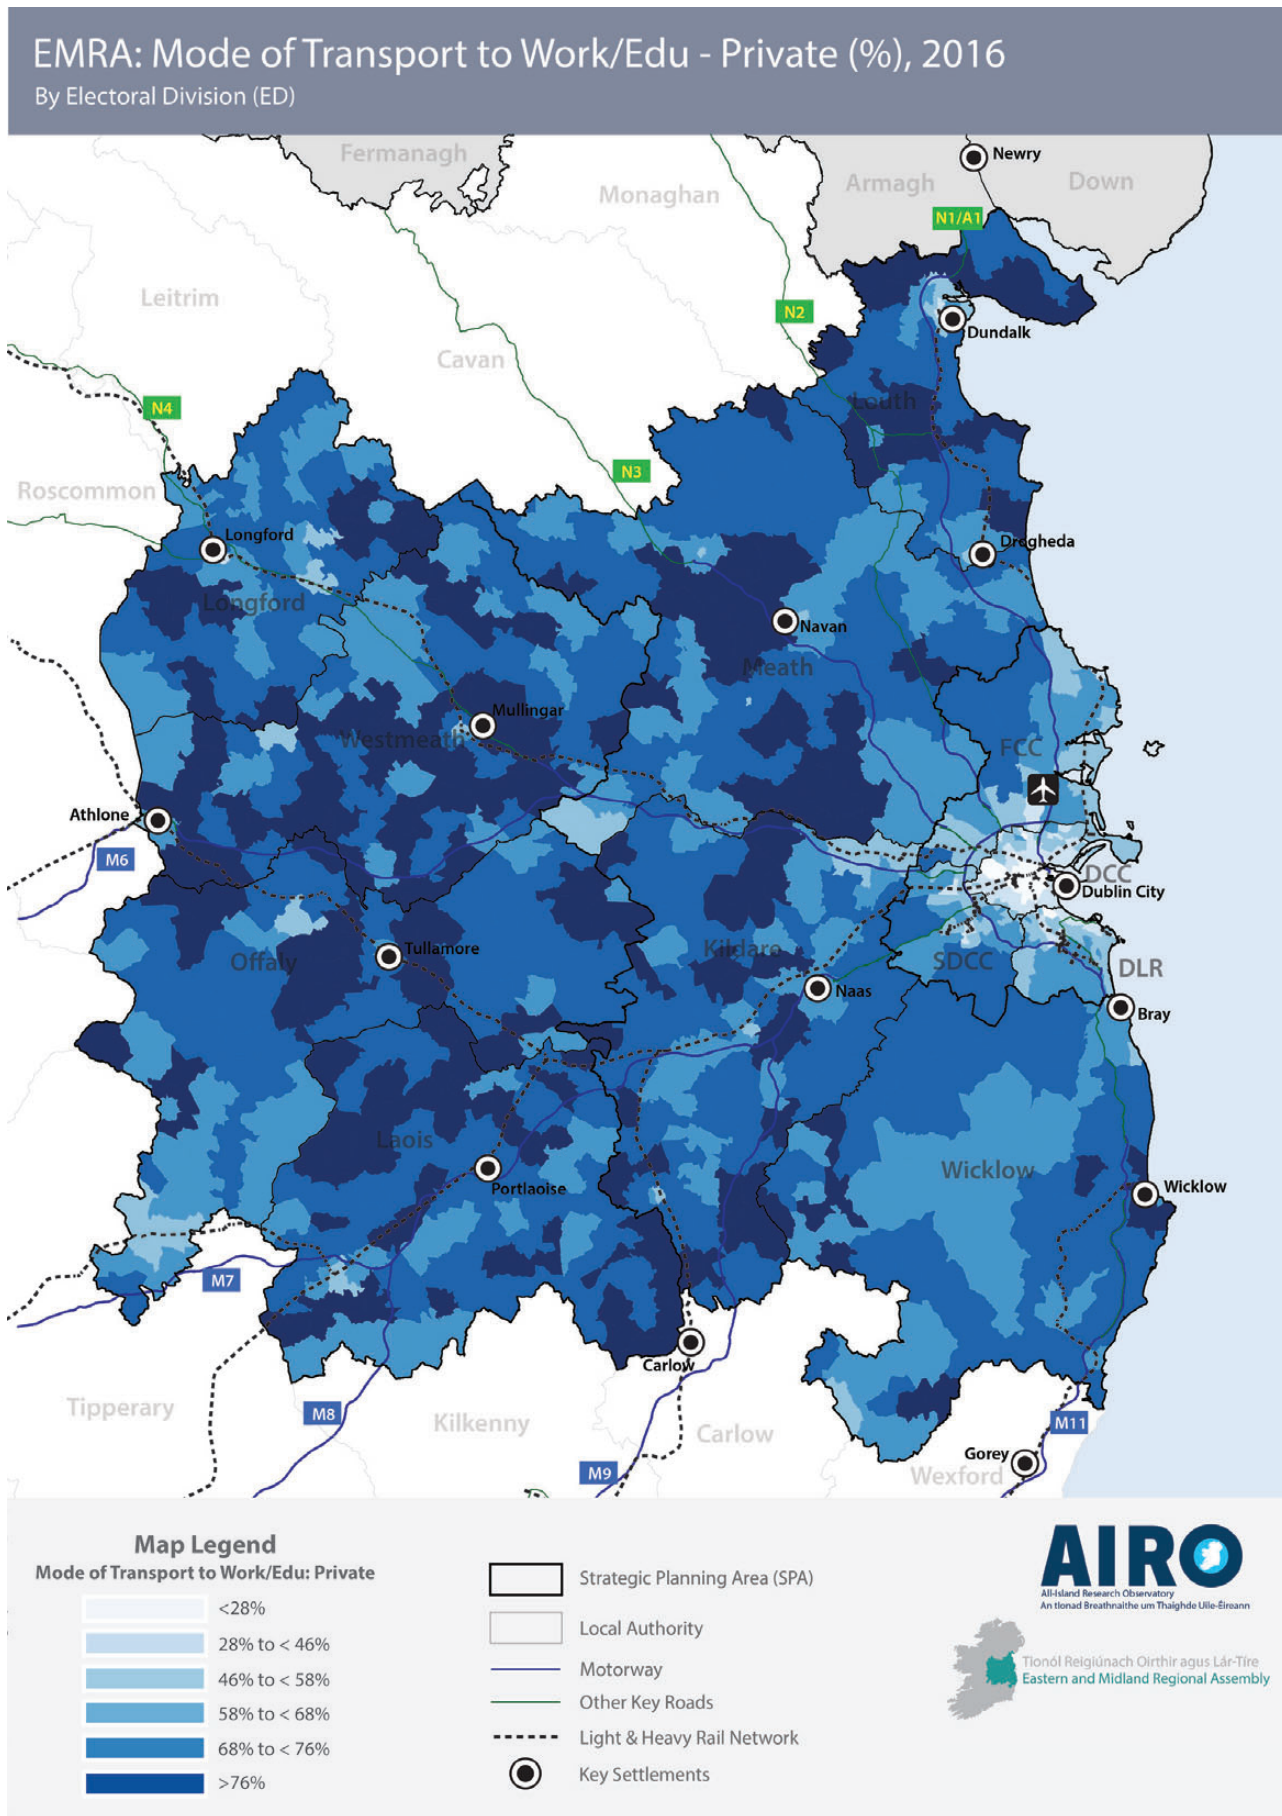 EMRA: Mode of Transport to Work/Edu - Private (%), 2016
By Electoral Division (ED)
Fermanagh
Newry
Monaghan
Armagh
Down
N1/A1
Leitrim
N2
Dundalk
Cavan
N4
Louth
N3
Roscommon
Longford
Drogheda
Longford
Navan
Meath
Mullingar
Westmeath
FCC
Athlone
M6
DCC
Dublin City
Tullamore
Kildare
Offaly
SDCC
DLR
Naas
Bray
Laois
Wicklow
Portlaoise
Wicklow
M7
Carlow
Tipperary
M8
Kilkenny
Carlow
M11
Gorey
M9
Wexford
Map Legend
Mode of Transport to Work/Edu: Private
<28%
28% to < 46%
46% to < 58%
58% to < 68%
68% to < 76%
>76%
Strategic Planning Area (SPA)
Local Authority
Motorway
Other Key Roads
Light & Heavy Rail Network
Key Settlements
AIRO
All-Island Research Observatory
An tIonad Breathnaithe um Thaighde Uile-Éireann
Tionól Reigiúnach Oirthir agus Lár-Tíre
Eastern and Midland Regional Assembly